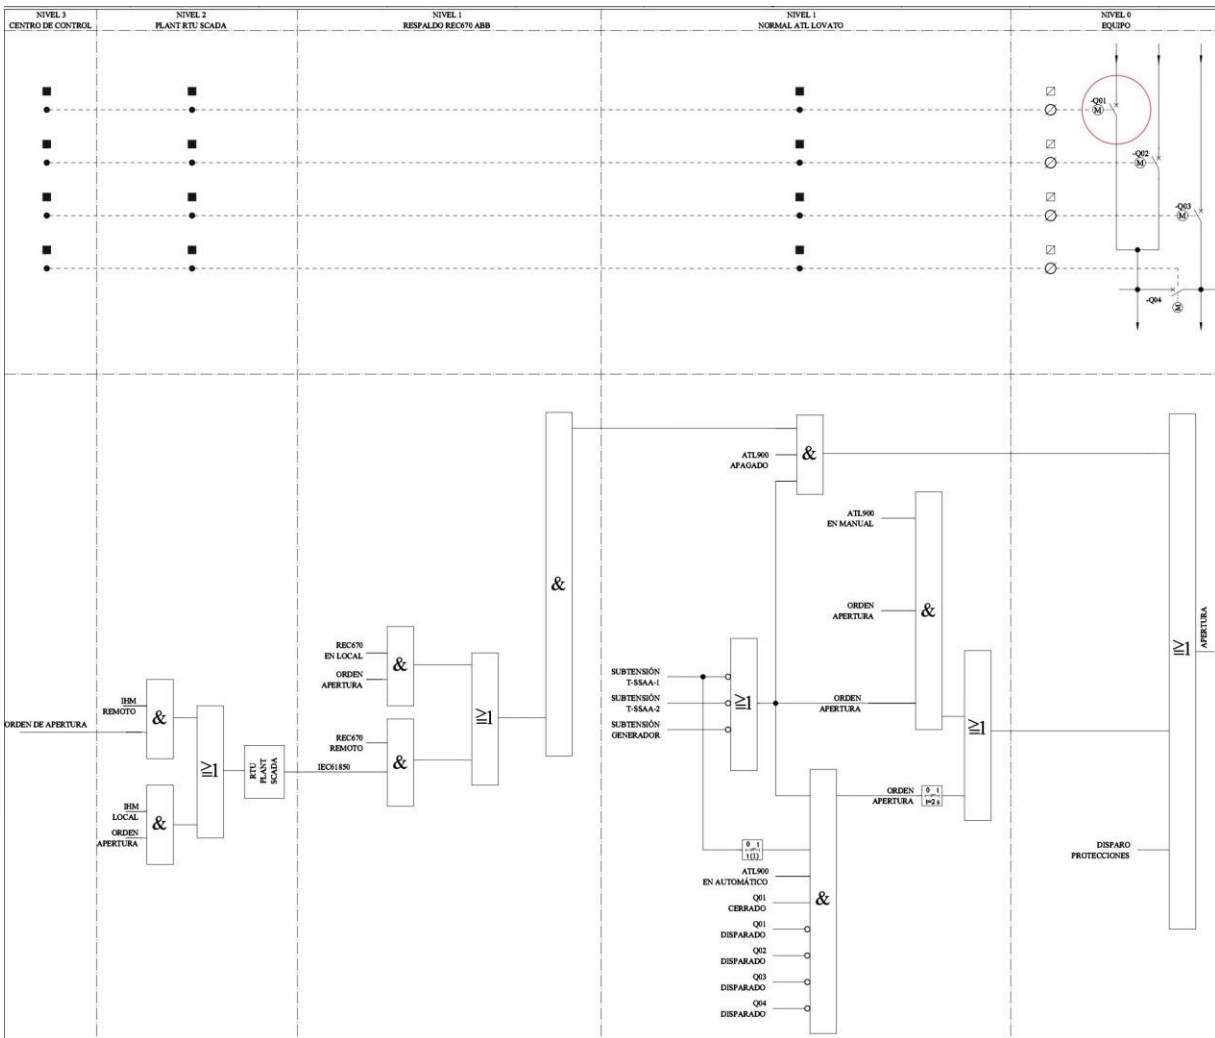 NIVEL 3
CENTRO DE CONTROL
NIVEL 2
PLANT RTU SCADA
NIVEL 1
RESPALDO REC670 ABB
NIVEL 1
NORMAL ATL LOVATO
NIVEL 0
EQUIPO
-Q01
M
-Q02
M
-Q03
M
-Q04
M
ORDEN DE APERTURA
IHM
REMOTO
&
IHM
LOCAL
ORDEN
APERTURA
&
≧1
RTU
PLANT
SCADA
REC670
EN LOCAL
ORDEN
APERTURA
&
REC670
REMOTO
IEC61850
&
≧1
&
ATL900
APAGADO
&
ATL900
EN MANUAL
ORDEN
APERTURA
&
SUBTENSIÓN
T-SSAA-1
SUBTENSIÓN
T-SSAA-2
SUBTENSIÓN
GENERADOR
≧1
ORDEN
APERTURA
≧1
ORDEN
APERTURA
0 t
t=2 s
0 t
t(1)
ATL900
EN AUTOMÁTICO
Q01
CERRADO
Q01
DISPARADO
Q02
DISPARADO
Q03
DISPARADO
Q04
DISPARADO
&
DISPARO
PROTECCIONES
≧1
APERTURA